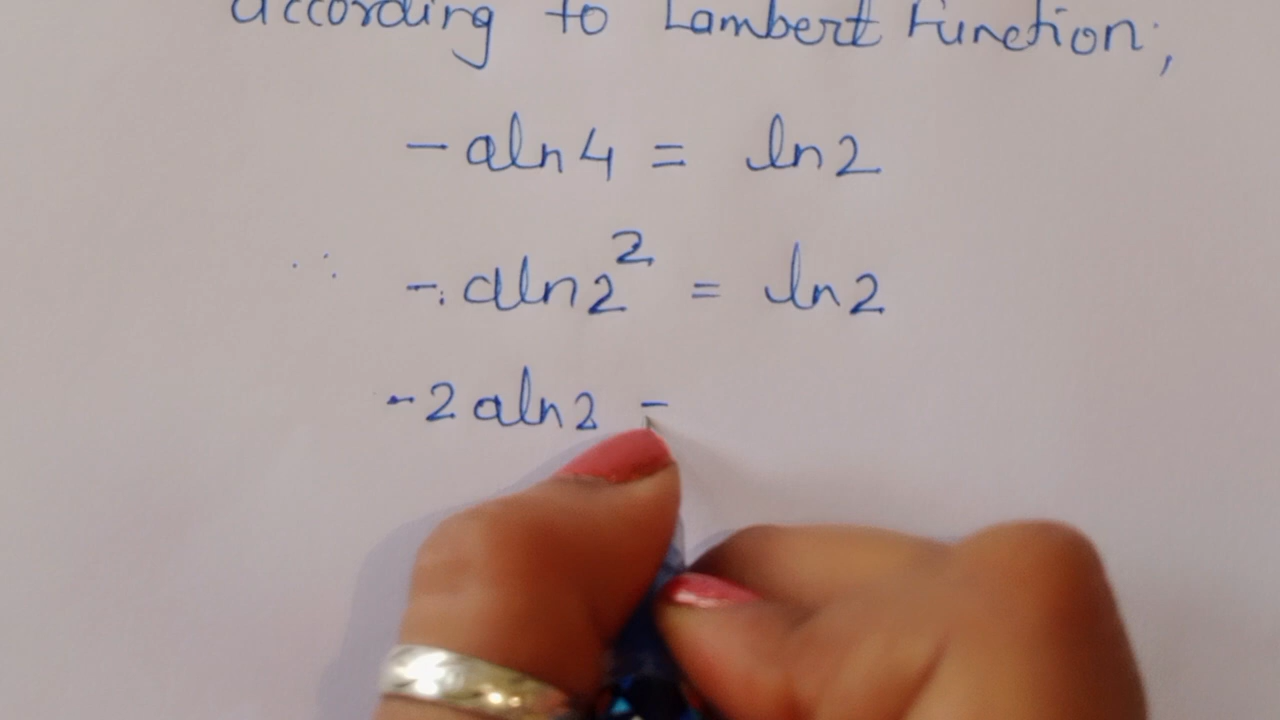 according to Lambert Function;
- aln4 = ln2
∴ - aln2² = ln2
-2aln2 -